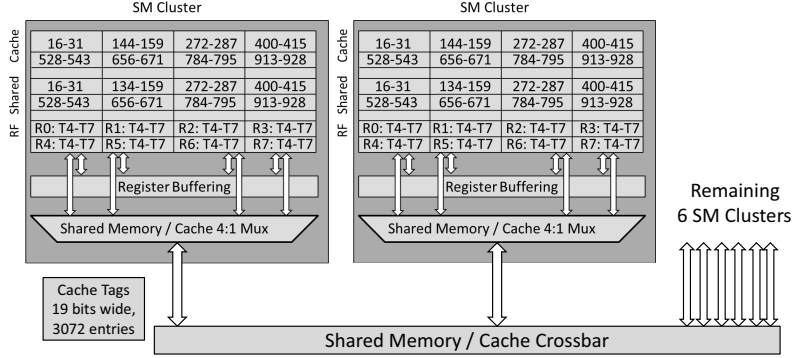 SM Cluster
SM Cluster
Cache
16-31 144-159 272-287 400-415
528-543 656-671 784-795 913-928
Shared
16-31 134-159 272-287 400-415
528-543 656-671 784-795 913-928
RF
R0: T4-T7 R1: T4-T7 R2: T4-T7 R3: T4-T7
R4: T4-T7 R5: T4-T7 R6: T4-T7 R7: T4-T7
Register Buffering
Shared Memory / Cache 4:1 Mux
Cache
16-31 144-159 272-287 400-415
528-543 656-671 784-795 913-928
Shared
16-31 134-159 272-287 400-415
528-543 656-671 784-795 913-928
RF
R0: T4-T7 R1: T4-T7 R2: T4-T7 R3: T4-T7
R4: T4-T7 R5: T4-T7 R6: T4-T7 R7: T4-T7
Register Buffering
Shared Memory / Cache 4:1 Mux
Remaining
6 SM Clusters
Cache Tags
19 bits wide,
3072 entries
Shared Memory / Cache Crossbar